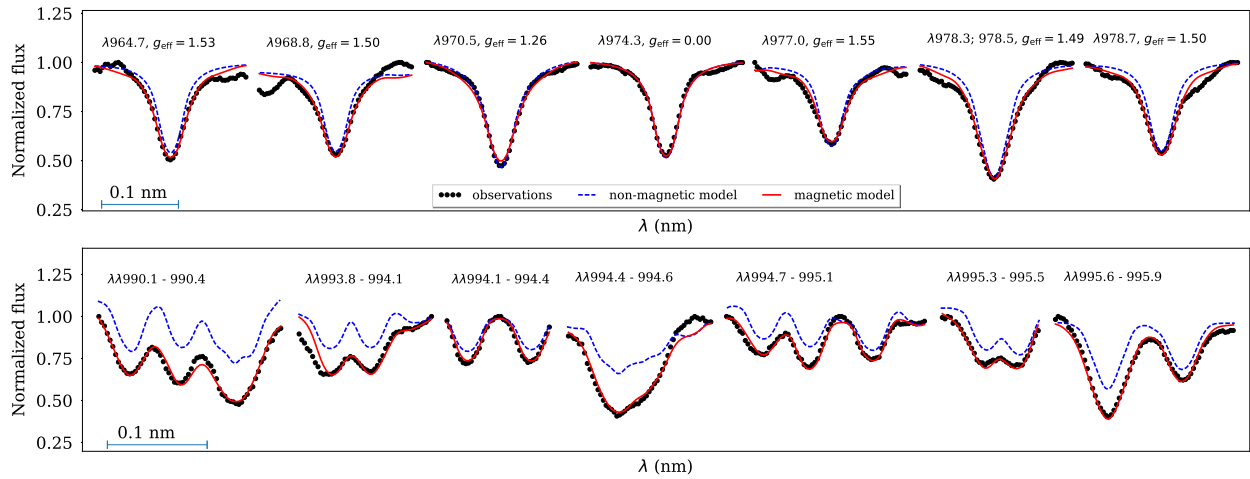 1.25
λ964.7, g_eff = 1.53
λ968.8, g_eff = 1.50
λ970.5, g_eff = 1.26
λ974.3, g_eff = 0.00
λ977.0, g_eff = 1.55
λ978.3; 978.5, g_eff = 1.49
λ978.7, g_eff = 1.50
1.00
0.75
0.50
0.25
Normalized flux
0.1 nm
observations
non-magnetic model
magnetic model
λ (nm)
1.25
λλ990.1 - 990.4
λλ993.8 - 994.1
λλ994.1 - 994.4
λλ994.4 - 994.6
λλ994.7 - 995.1
λλ995.3 - 995.5
λλ995.6 - 995.9
1.00
0.75
0.50
0.25
Normalized flux
0.1 nm
λ (nm)